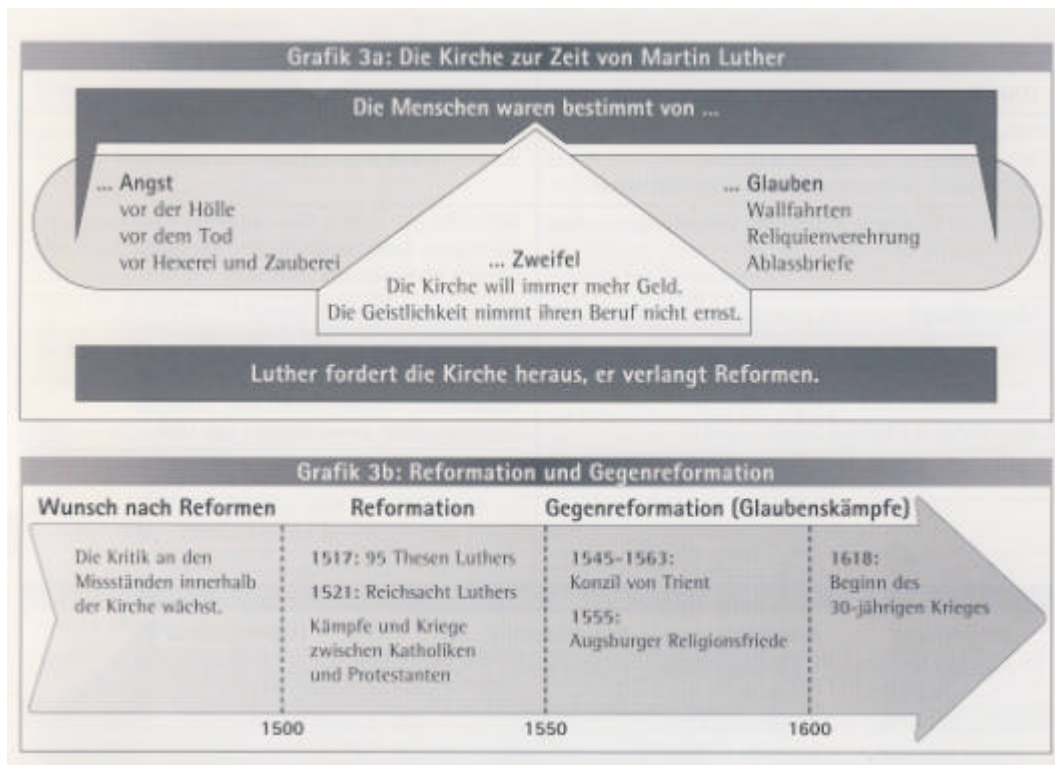 Grafik 3a: Die Kirche zur Zeit von Martin Luther
Die Menschen waren bestimmt von ...
... Angst
vor der Hölle
vor dem Tod
vor Hexerei und Zauberei
... Zweifel
Die Kirche will immer mehr Geld.
Die Geistlichkeit nimmt ihren Beruf nicht ernst.
... Glauben
Wallfahrten
Reliquienverehrung
Ablassbriefe
Luther fordert die Kirche heraus, er verlangt Reformen.
Grafik 3b: Reformation und Gegenreformation
Wunsch nach Reformen
Die Kritik an den
Missständen innerhalb
der Kirche wächst.
Reformation
1517: 95 Thesen Luthers
1521: Reichsacht Luthers
Kämpfe und Kriege
zwischen Katholiken
und Protestanten
Gegenreformation (Glaubenskämpfe)
1545–1563:
Konzil von Trient
1555:
Augsburger Religionsfriede
1618:
Beginn des
30-jährigen Krieges
1500
1550
1600